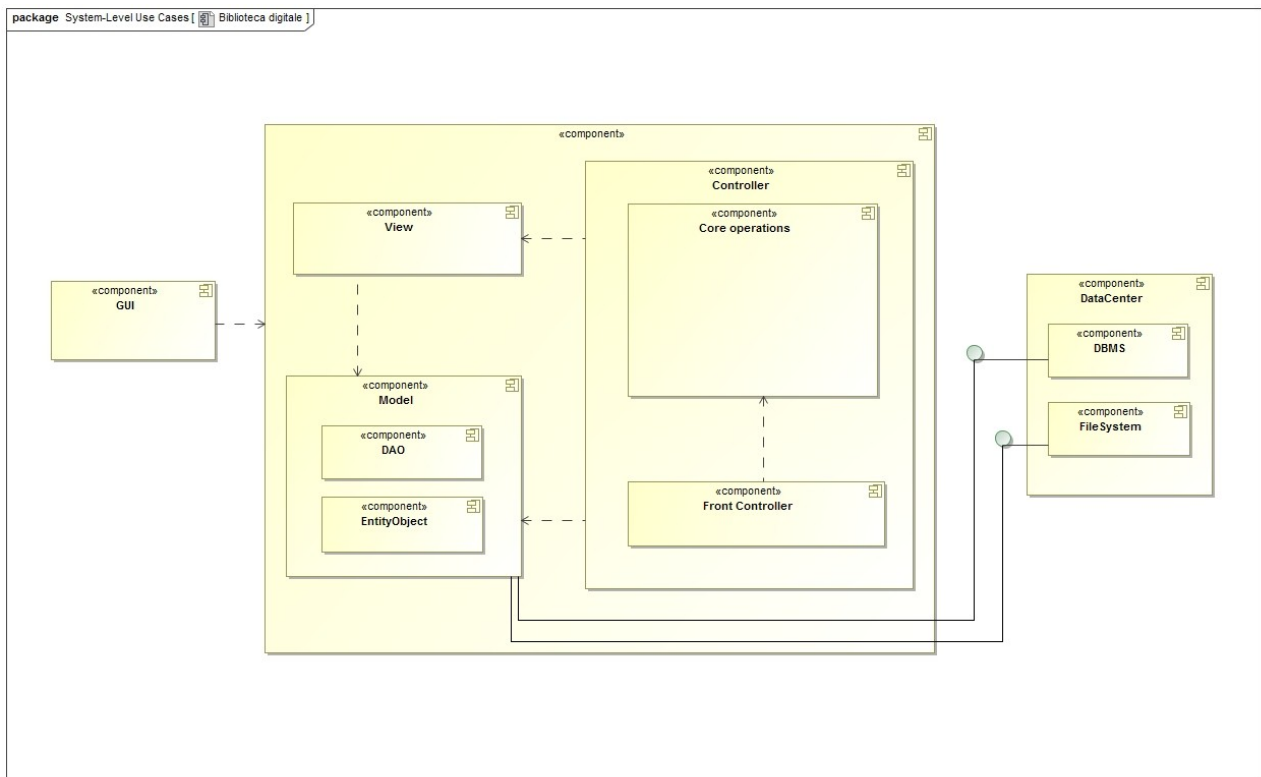 package System-Level Use Cases [ Biblioteca digitale ]
«component»
«component»
Controller
«component»
View
«component»
Core operations
«component»
GUI
«component»
DataCenter
«component»
DBMS
«component»
Model
«component»
DAO
«component»
FileSystem
«component»
EntityObject
«component»
Front Controller